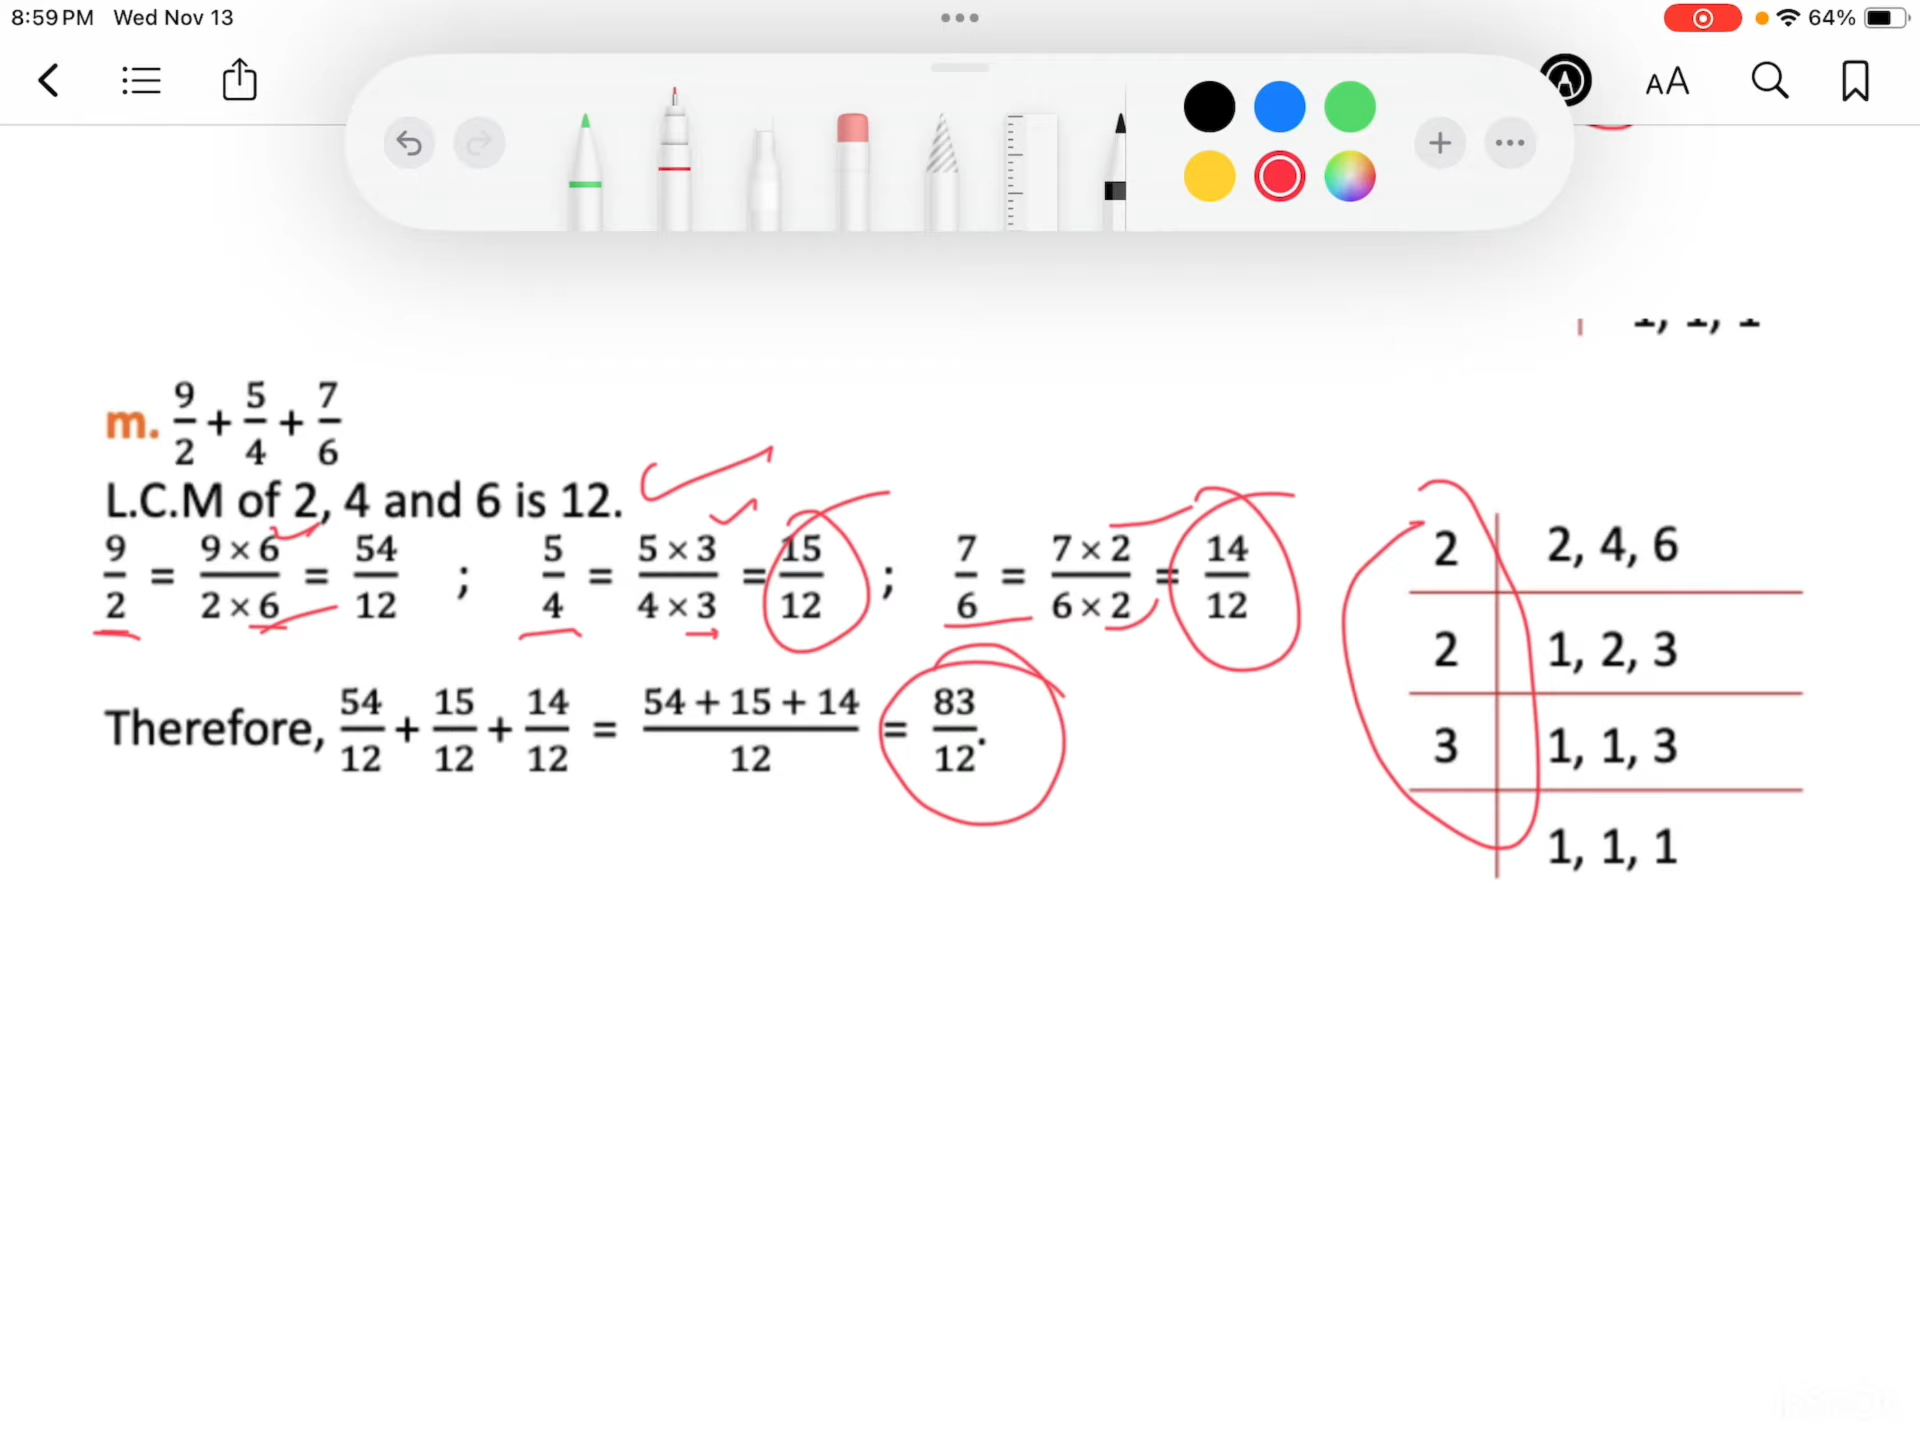 8:59 PM Wed Nov 13 64%
AA
1, 1, 1
m. 9/2 + 5/4 + 7/6
L.C.M of 2, 4 and 6 is 12.
9/2 = 9 × 6/2 × 6 = 54/12 ; 5/4 = 5 × 3/4 × 3 = 15/12 ; 7/6 = 7 × 2/6 × 2 = 14/12
Therefore, 54/12 + 15/12 + 14/12 = 54 + 15 + 14/12 = 83/12.
2 | 2, 4, 6
2 | 1, 2, 3
3 | 1, 1, 3
| 1, 1, 1